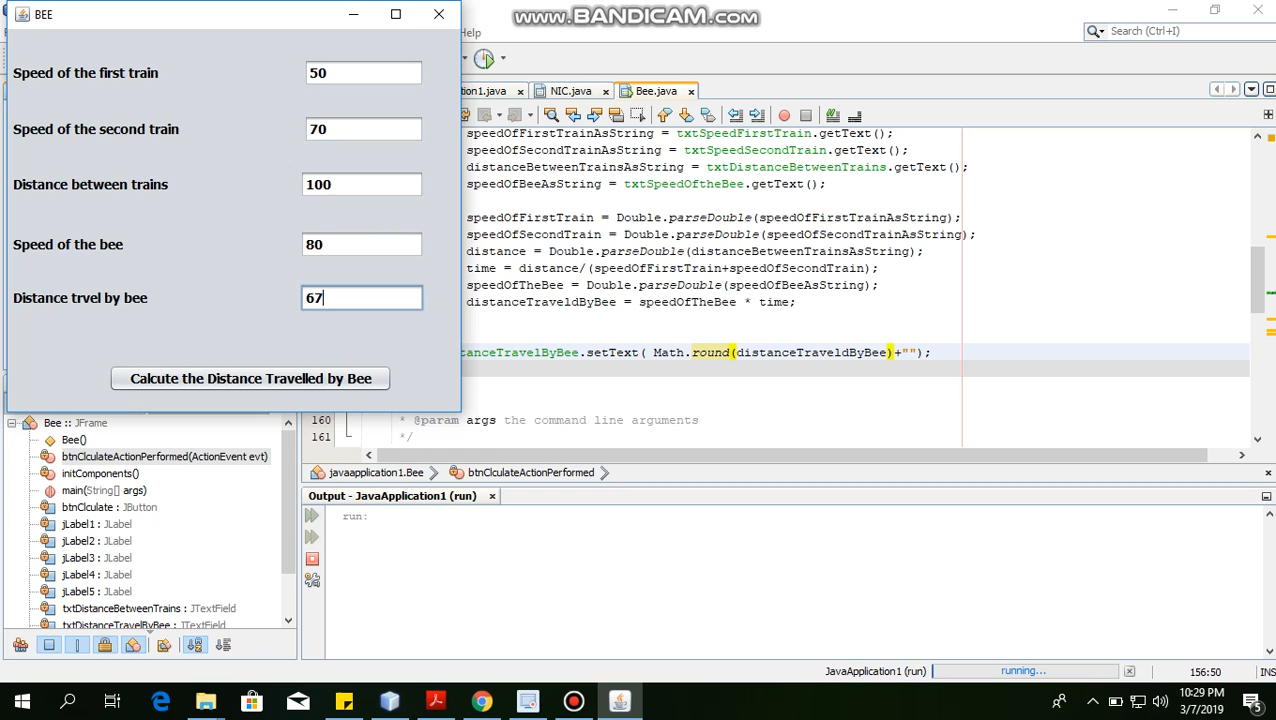 BEE
www.BANDICAM.com
Help
Search (Ctrl+I)
Speed of the first train
50
Speed of the second train
70
Distance between trains
100
Speed of the bee
80
Distance trvel by bee
67
Calcute the Distance Travelled by Bee
tion1.java
NIC.java
Bee.java
speedOfFirstTrainAsString = txtSpeedFirstTrain.getText();
speedOfSecondTrainAsString = txtSpeedSecondTrain.getText();
distanceBetweenTrainsAsString = txtDistanceBetweenTrains.getText();
speedOfBeeAsString = txtSpeedOftheBee.getText();
speedOfFirstTrain = Double.parseDouble(speedOfFirstTrainAsString);
speedOfSecondTrain = Double.parseDouble(speedOfSecondTrainAsString);
distance = Double.parseDouble(distanceBetweenTrainsAsString);
time = distance/(speedOfFirstTrain+speedOfSecondTrain);
speedOfTheBee = Double.parseDouble(speedOfBeeAsString);
distanceTraveldByBee = speedOfTheBee * time;
tanceTravelByBee.setText( Math.round(distanceTraveldByBee)+"");
160 * @param args the command line arguments
161 */
javaapplication1.Bee
btnClculateActionPerformed
Bee :: JFrame
Bee()
btnClculateActionPerformed(ActionEvent evt)
initComponents()
main(String[] args)
btnClculate : JButton
jLabel1 : JLabel
jLabel2 : JLabel
jLabel3 : JLabel
jLabel4 : JLabel
jLabel5 : JLabel
txtDistanceBetweenTrains : JTextField
txtDistanceTravelByBee : JTextField
Output - JavaApplication1 (run)
run:
JavaApplication1 (run)
running...
156:50
INS
10:29 PM
3/7/2019
5